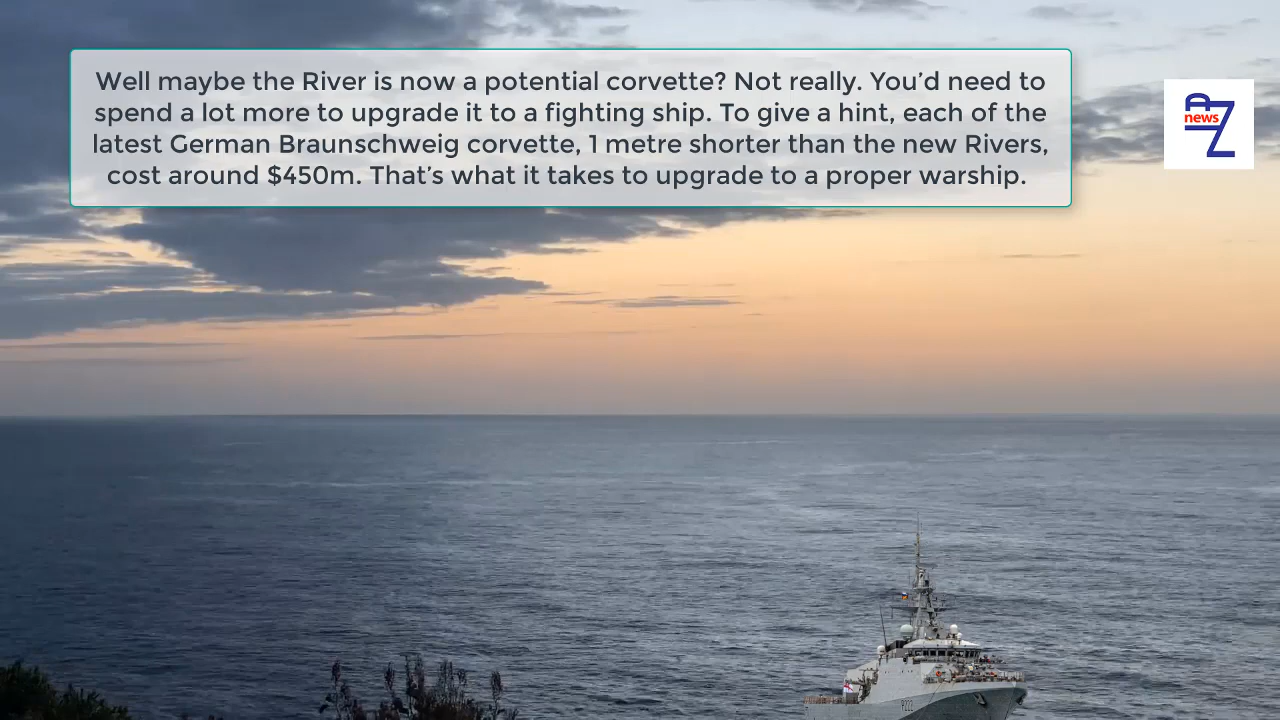 Well maybe the River is now a potential corvette? Not really. You’d need to
spend a lot more to upgrade it to a fighting ship. To give a hint, each of the
latest German Braunschweig corvette, 1 metre shorter than the new Rivers,
cost around $450m. That’s what it takes to upgrade to a proper warship.
AZ
news
P222